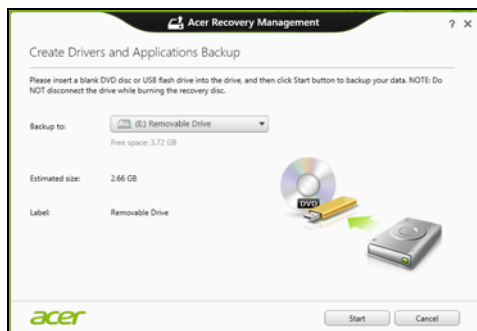 Acer Recovery Management
? ×
Create Drivers and Applications Backup
Please insert a blank DVD disc or USB flash drive into the drive, and then click Start button to backup your data. NOTE: Do
NOT disconnect the drive while burning the recovery disc.
Backup to: (E:) Removable Drive
Free space: 3.72 GB
Estimated size: 2.66 GB
DVD
Label: Removable Drive
acer Start Cancel